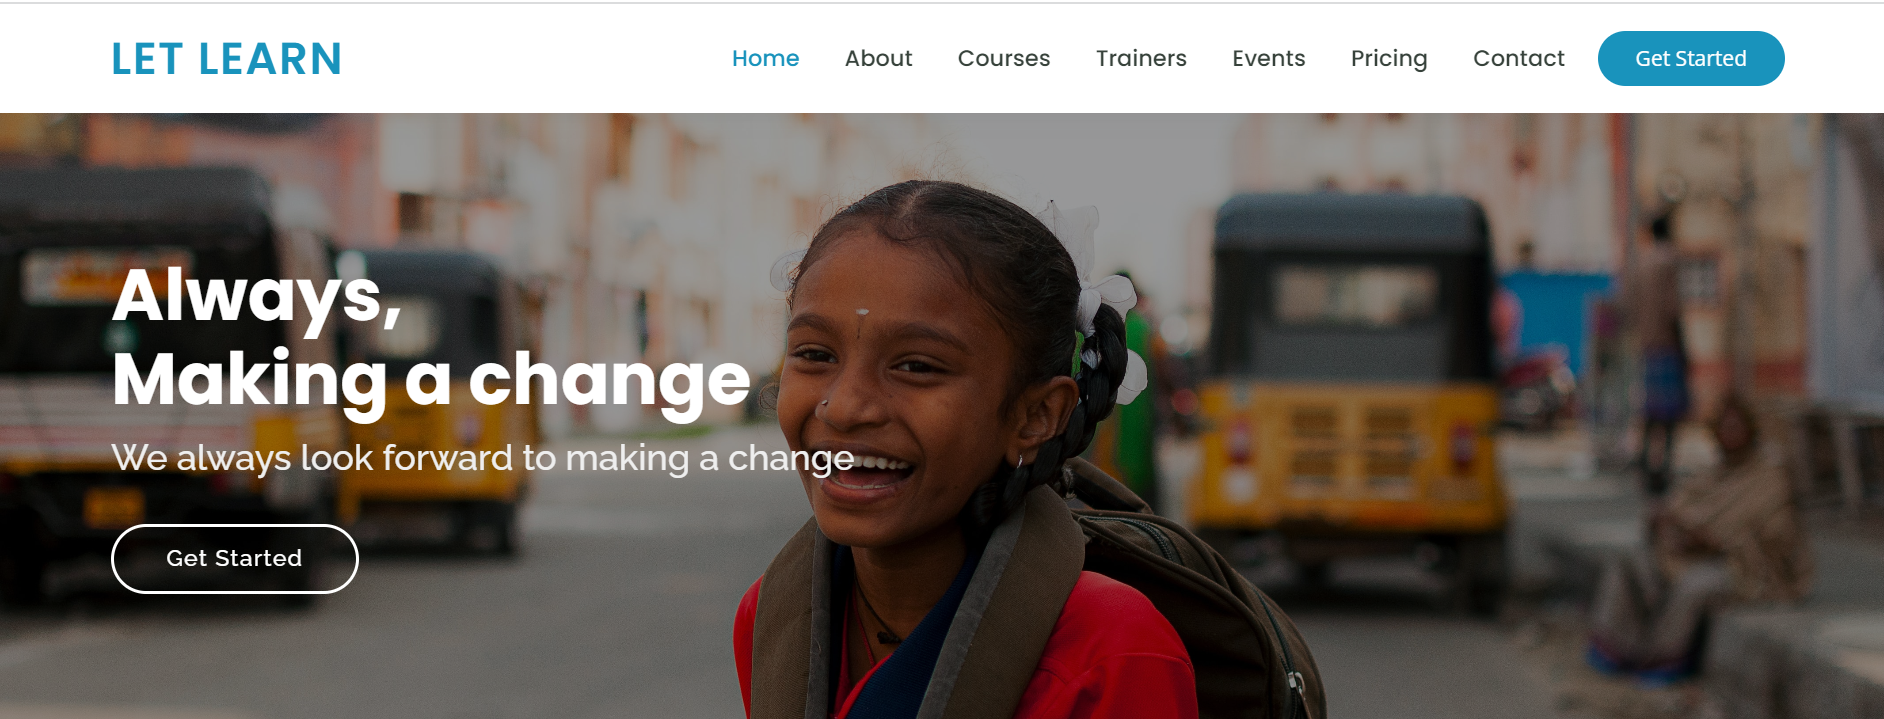 LET LEARN
Home About Courses Trainers Events Pricing Contact Get Started
Always,
Making a change
We always look forward to making a change
Get Started